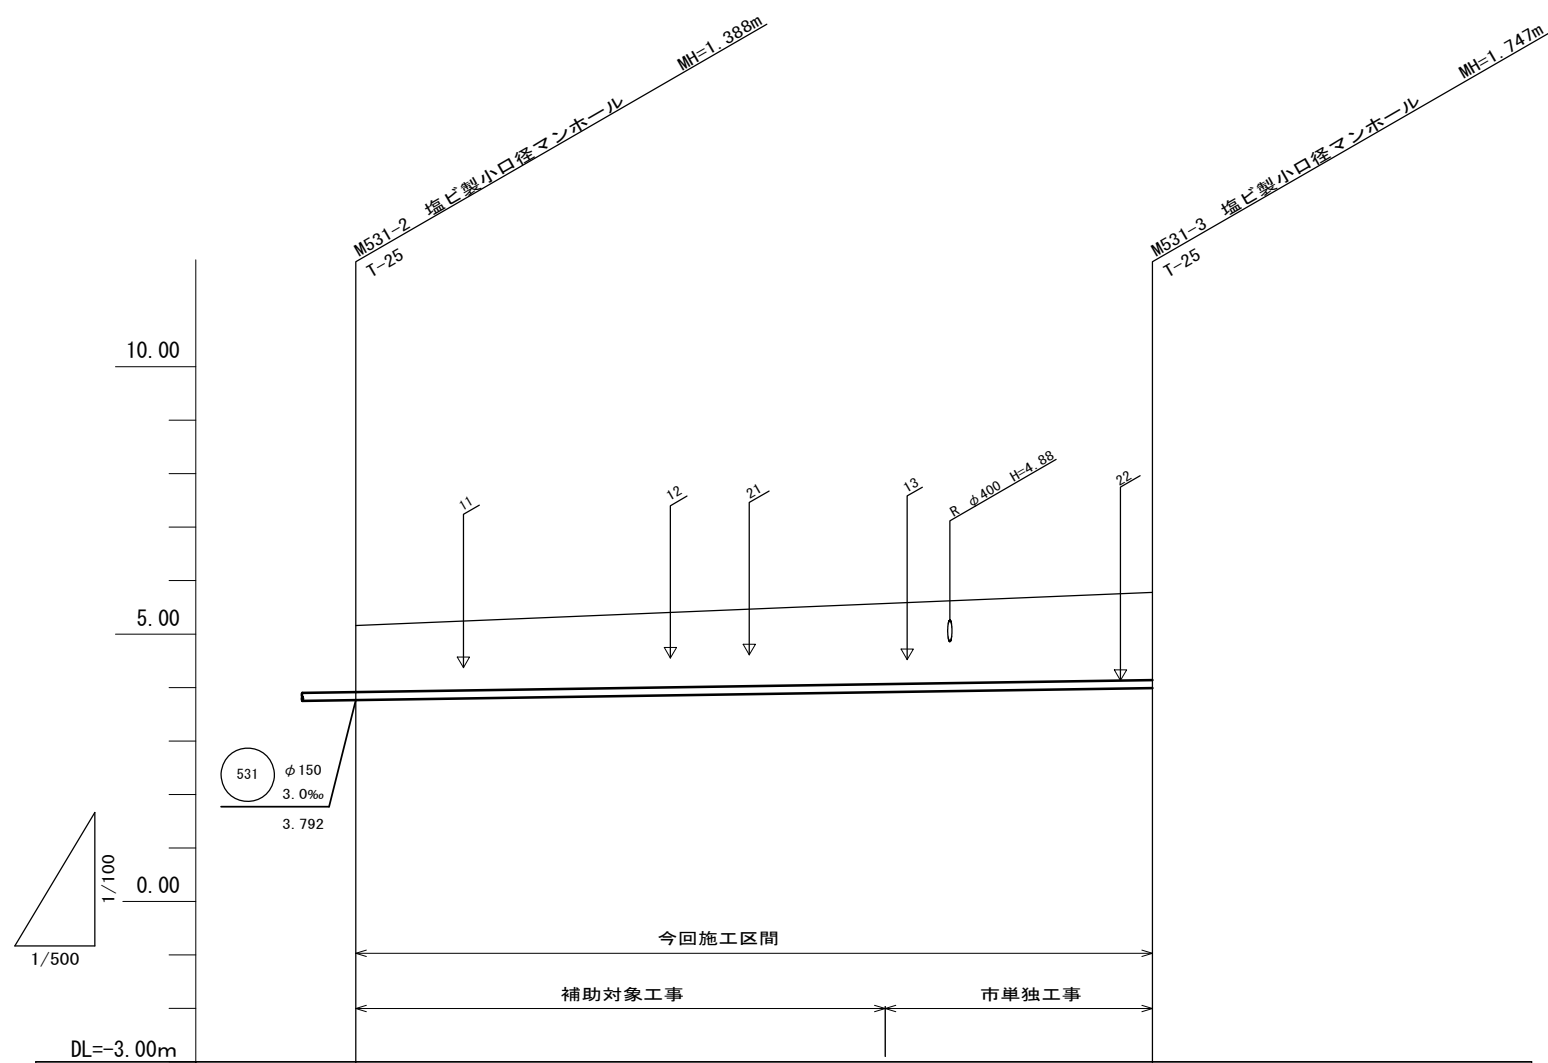 MH=1.388m
M531-2 塩ビ製小口径マンホール
T-25
MH=1.747m
M531-3 塩ビ製小口径マンホール
T-25
10.00
11
12
21
13
R φ400 H=4.88
22
5.00
531
φ150
3.0‰
3.792
1/100
0.00
1/500
今回施工区間
補助対象工事
市単独工事
DL=-3.00m